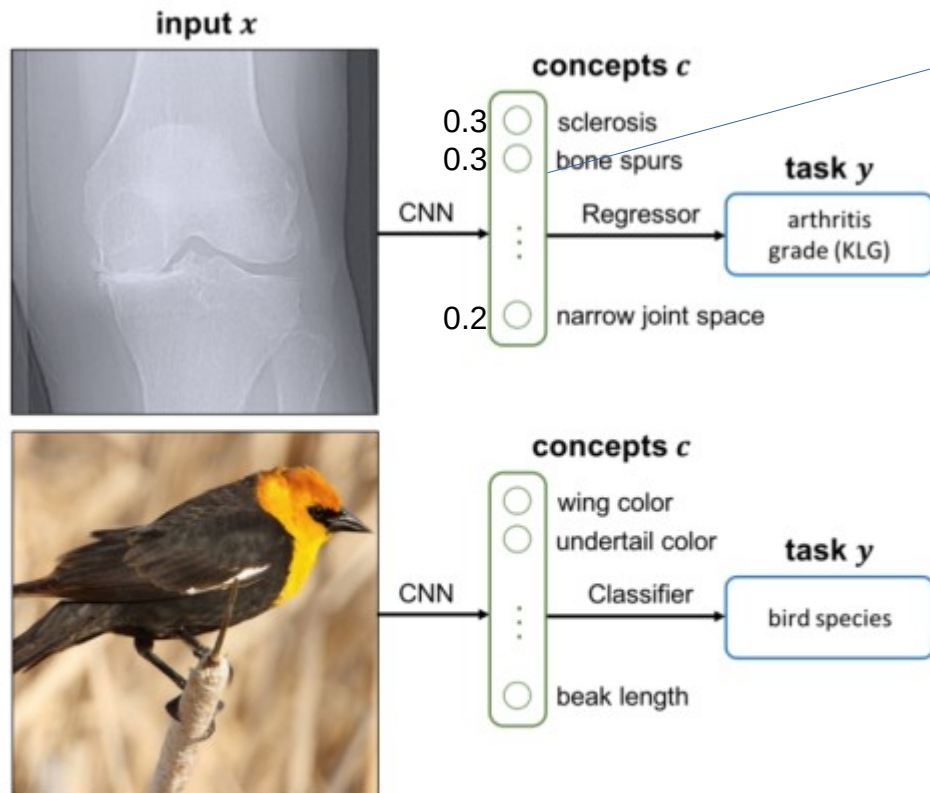 input x
concepts c
0.3 sclerosis
0.3 bone spurs
task y
CNN
Regressor
arthritis
grade (KLG)
0.2 narrow joint space
concepts c
wing color
undertail color
task y
CNN
Classifier
bird species
beak length